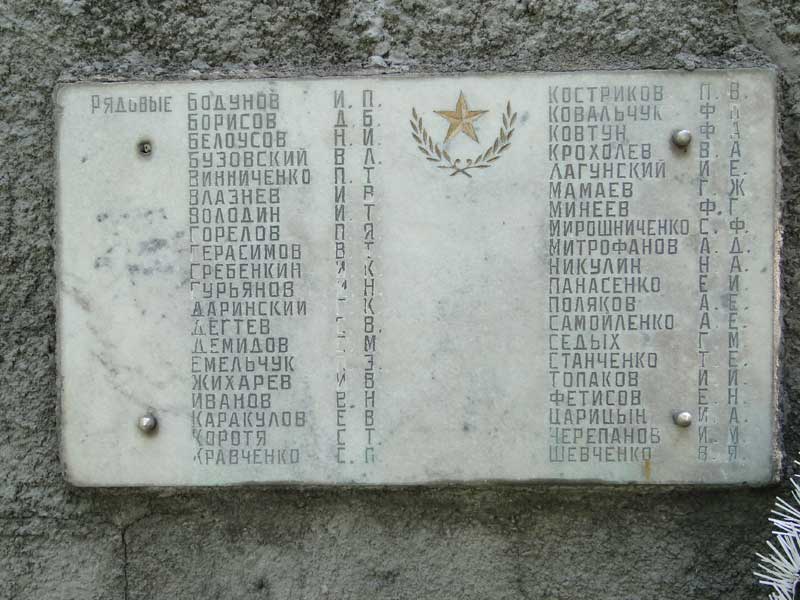 Рядовые БОДУНОВ И. П.
БОРИСОВ Д. Б.
БЕЛОУСОВ Н. И.
БУЗОВСКИЙ В. Л.
ВИННИЧЕНКО П. Т.
ВЛАЗНЕВ И. В.
ВОЛОДИН И. Т.
ГОРЕЛОВ П. Я.
ГЕРАСИМОВ В. Т.
ГРЕБЕНКИН К.
ГУРЬЯНОВ Н.
ДАРИНСКИЙ К.
ДЕГТЕВ В.
ДЕМИДОВ М.
ЕМЕЛЬЧУК З.
ЖИХАРЕВ В.
ИВАНОВ Н.
КАРАКУЛОВ Е. В.
КОРОТЯ С. Т.
КРАВЧЕНКО С. П.
КОСТРИКОВ П. В.
КОВАЛЬЧУК Ф.
КОВТУН Ф.
КРОХОЛЕВ В. А.
ЛАГУНСКИЙ И. Е.
МАМАЕВ Г. Ж.
МИНЕЕВ Ф. Г.
МИРОШНИЧЕНКО С. Ф.
МИТРОФАНОВ А. Д.
НИКУЛИН Н. А.
ПАНАСЕНКО Е. И.
ПОЛЯКОВ А. Е.
САМОЙЛЕНКО А. Е.
СЕДЫХ Г. М.
СТАНЧЕНКО Т. Е.
ТОПАКОВ И. И.
ФЕТИСОВ Е. Н.
ЦАРИЦЫН И. А.
ЧЕРЕПАНОВ И. И.
ШЕВЧЕНКО В. Я.